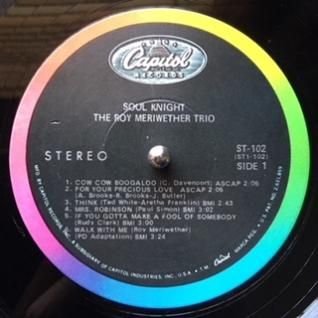 Capitol
RECORDS
SOUL KNIGHT
THE ROY MERIWETHER TRIO
STEREO
ST-102
(ST1-102)
SIDE 1
1. COW COW BOOGALOO (C. Davenport) ASCAP 2:06
2. FOR YOUR PRECIOUS LOVE ASCAP 2:06
(A. Brooks-R. Brooks-J. Butler)
3. THINK (Ted White-Aretha Franklin) BMI 2:43
4. MRS. ROBINSON (Paul Simon) BMI 3:02
5. IF YOU GOTTA MAKE A FOOL OF SOMEBODY
(Rudy Clark) BMI 3:00
6. WALK WITH ME (Roy Meriwether)
(PD Adaptation) BMI 3:24